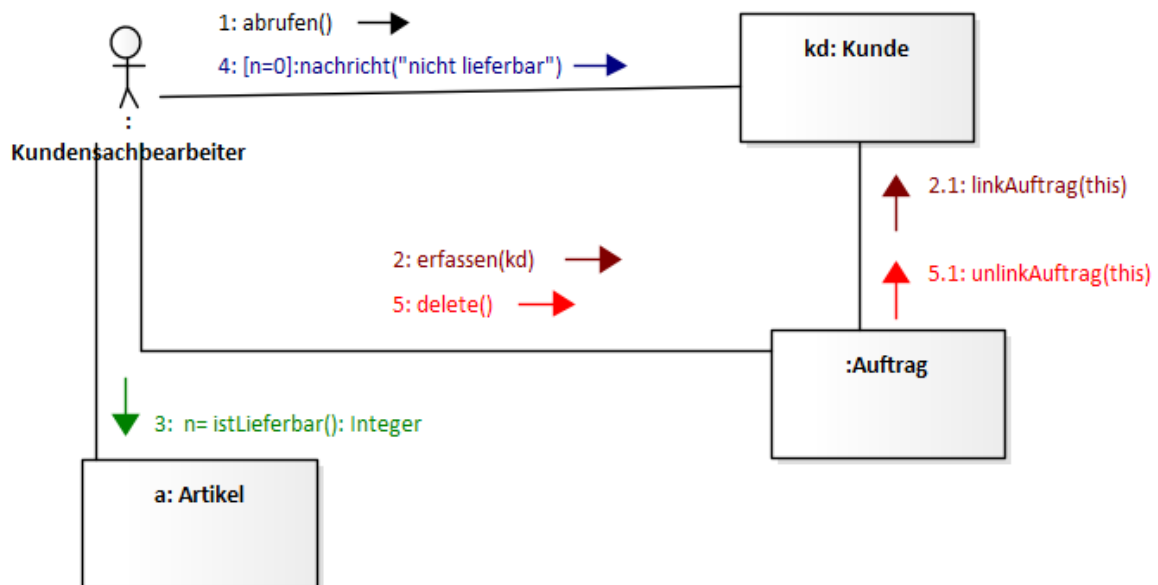 1: abrufen()
4: [n=0]:nachricht("nicht lieferbar")
kd: Kunde
:
Kundensachbearbeiter
2.1: linkAuftrag(this)
2: erfassen(kd)
5: delete()
5.1: unlinkAuftrag(this)
:Auftrag
3:  n= istLieferbar(): Integer
a: Artikel